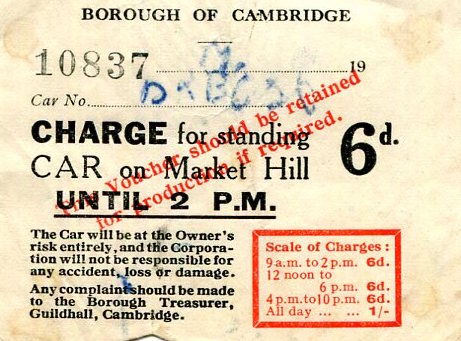 BOROUGH OF CAMBRIDGE
10837 19
Car No.
CHARGE for standing
CAR on Market Hill 6d.
UNTIL 2 P.M.
This Voucher should be retained
for production if required.
The Car will be at the Owner's
risk entirely, and the Corpora-
tion will not be responsible for
any accident, loss or damage.
Any complaint should be made
to the Borough Treasurer,
Guildhall, Cambridge.
Scale of Charges :
9 a.m. to 2 p.m. 6d.
12 noon to
6 p.m. 6d.
4 p.m. to 10 p.m. 6d.
All day ... ... 1/-